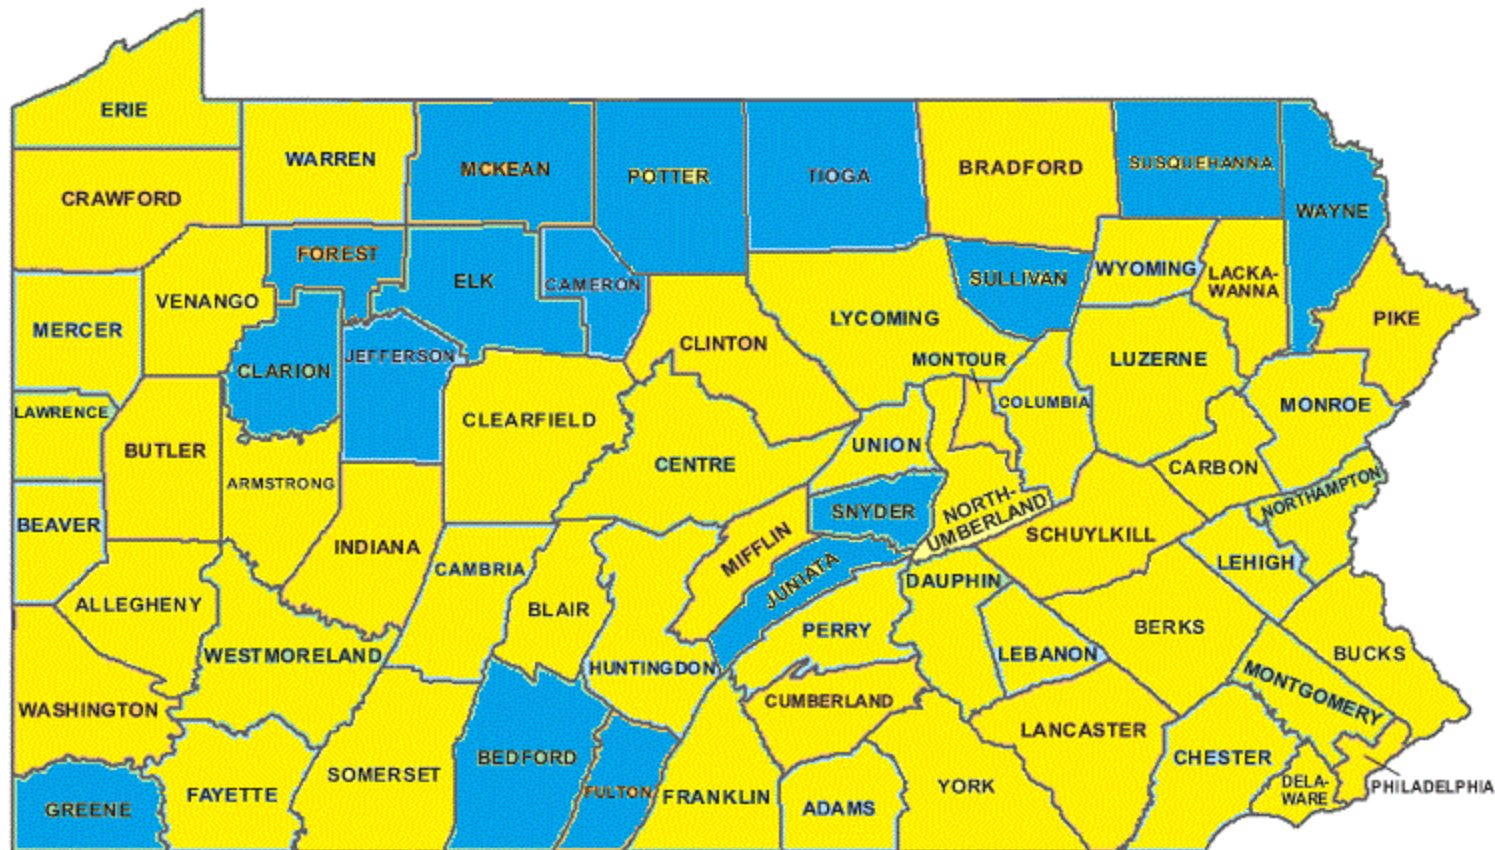 ERIE
WARREN
MCKEAN
POTTER
TIOGA
BRADFORD
SUSQUEHANNA
WAYNE
CRAWFORD
FOREST
ELK
CAMERON
SULLIVAN
WYOMING
LACKA-
WANNA
VENANGO
MERCER
PIKE
LYCOMING
CLINTON
JEFFERSON
MONTOUR
LUZERNE
CLARION
LAWRENCE
COLUMBIA
MONROE
CLEARFIELD
UNION
BUTLER
CENTRE
CARBON
ARMSTRONG
NORTHAMPTON
SNYDER
NORTH-
UMBERLAND
BEAVER
INDIANA
MIFFLIN
SCHUYLKILL
LEHIGH
CAMBRIA
JUNIATA
DAUPHIN
ALLEGHENY
BLAIR
PERRY
BERKS
WESTMORELAND
HUNTINGDON
LEBANON
BUCKS
MONTGOMERY
WASHINGTON
CUMBERLAND
LANCASTER
BEDFORD
CHESTER
SOMERSET
FULTON
FRANKLIN
YORK
DELA-
WARE
PHILADELPHIA
GREENE
FAYETTE
ADAMS